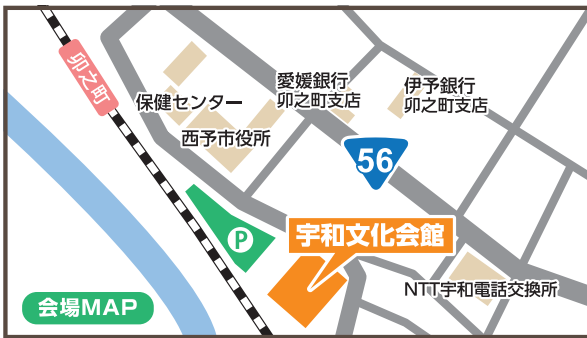 卯之町
保健センター
西予市役所
愛媛銀行
卯之町支店
伊予銀行
卯之町支店
56
P
宇和文化会館
NTT宇和電話交換所
会場MAP